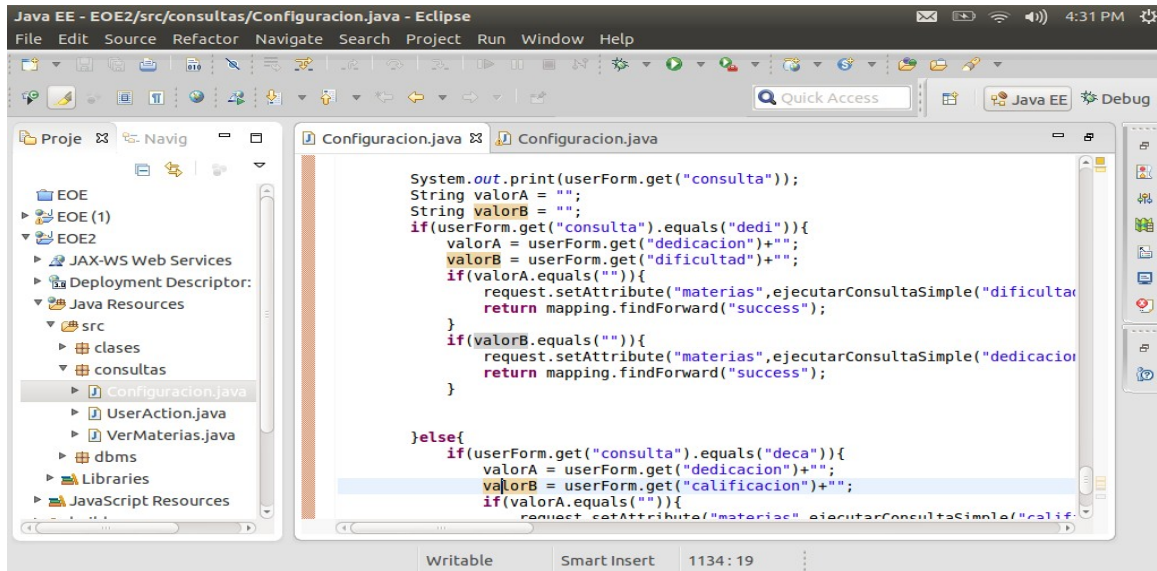 Java EE - EOE2/src/consultas/Configuracion.java - Eclipse
4:31 PM
File Edit Source Refactor Navigate Search Project Run Window Help
Quick Access
Java EE
Debug
Proje
Navig
EOE
EOE (1)
EOE2
JAX-WS Web Services
Deployment Descriptor:
Java Resources
src
clases
consultas
Configuracion.java
UserAction.java
VerMaterias.java
dbms
Libraries
JavaScript Resources
Configuracion.java
Configuracion.java
System.out.print(userForm.get("consulta"));
String valorA = "";
String valorB = "";
if(userForm.get("consulta").equals("dedi")){
valorA = userForm.get("dedicacion")+"";
valorB = userForm.get("dificultad")+"";
if(valorA.equals("")){
request.setAttribute("materias",ejecutarConsultaSimple("dificultad
return mapping.findForward("success");
}
if(valorB.equals("")){
request.setAttribute("materias",ejecutarConsultaSimple("dedicacion
return mapping.findForward("success");
}
}else{
if(userForm.get("consulta").equals("deca")){
valorA = userForm.get("dedicacion")+"";
valorB = userForm.get("calificacion")+"";
if(valorA.equals("")){
request.setAttribute("materias",ejecutarConsultaSimple("calif
Writable
Smart Insert
1134 : 19